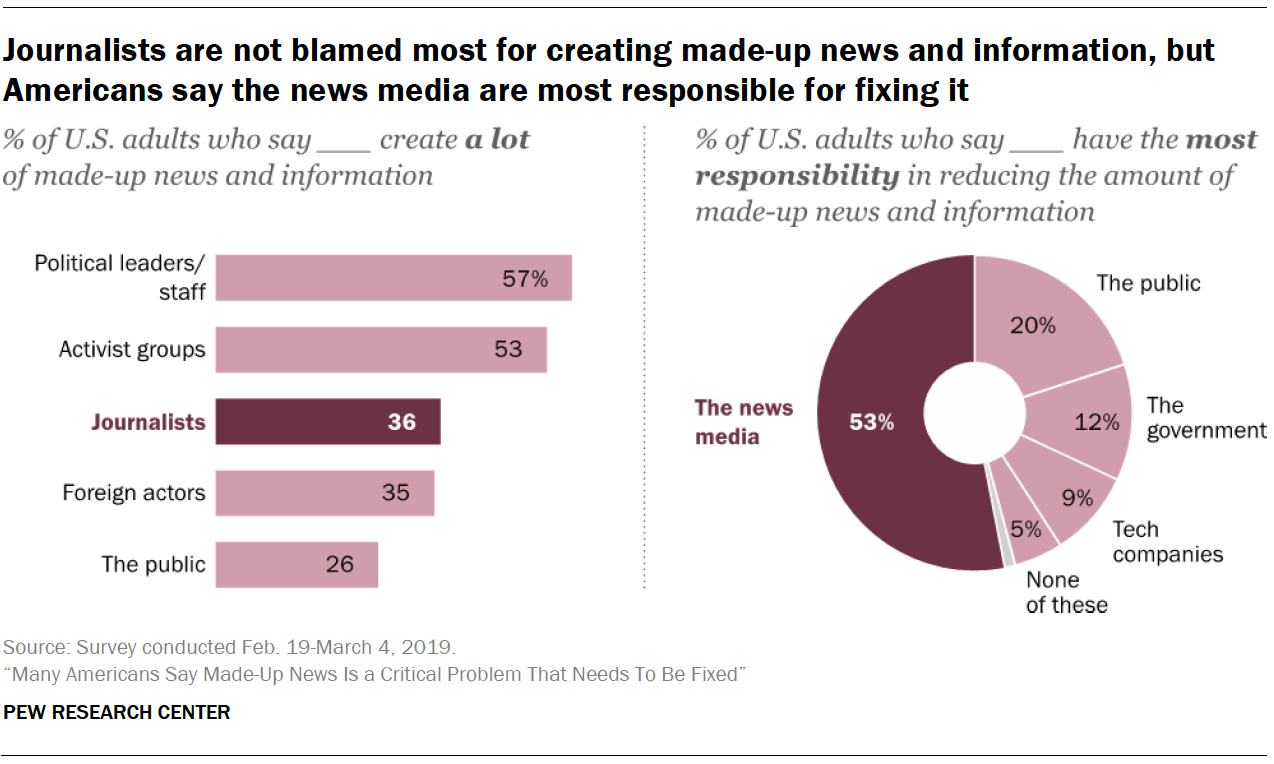 Journalists are not blamed most for creating made-up news and information, but
Americans say the news media are most responsible for fixing it
% of U.S. adults who say ___ create a lot
of made-up news and information
Political leaders/
staff
57%
Activist groups
53
Journalists
36
Foreign actors
35
The public
26
% of U.S. adults who say ___ have the most
responsibility in reducing the amount of
made-up news and information
The public
20%
The
government
12%
9%
Tech
companies
5%
None
of these
The news
media
53%
Source: Survey conducted Feb. 19-March 4, 2019.
“Many Americans Say Made-Up News Is a Critical Problem That Needs To Be Fixed”
PEW RESEARCH CENTER